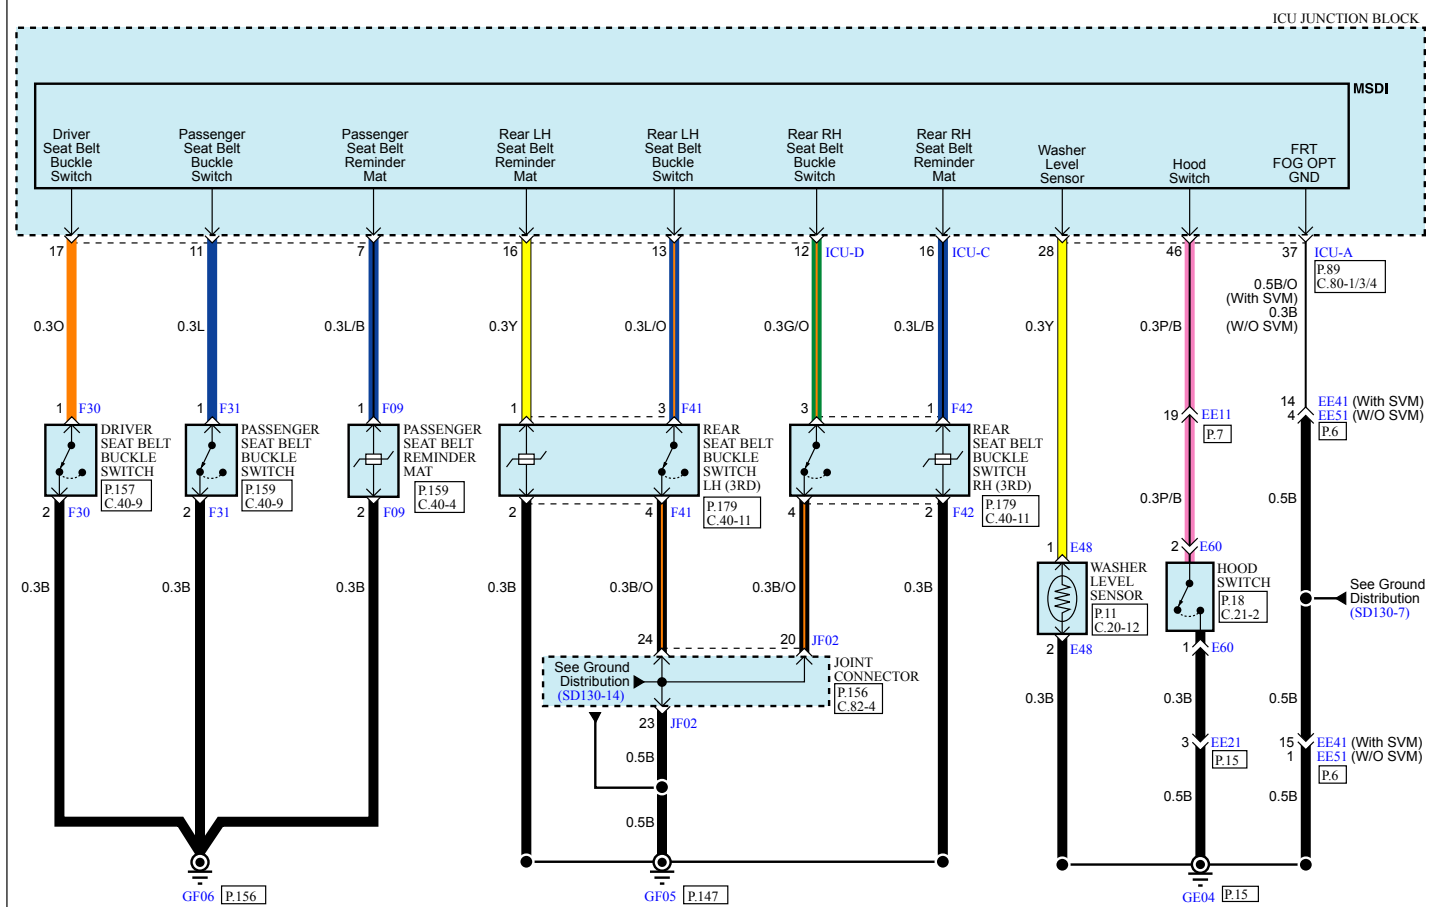 ICU JUNCTION BLOCK
MSDI
Driver
Seat Belt
Buckle
Switch
Passenger
Seat Belt
Buckle
Switch
Passenger
Seat Belt
Reminder
Mat
Rear LH
Seat Belt
Reminder
Mat
Rear LH
Seat Belt
Buckle
Switch
Rear RH
Seat Belt
Buckle
Switch
Rear RH
Seat Belt
Reminder
Mat
Washer
Level
Sensor
Hood
Switch
FRT
FOG OPT
GND
17
11
7
16
13
12 ICU-D
16 ICU-C
28
46
37 ICU-A
P.89
C.80-1/3/4
0.5B/O
(With SVM)
0.3B
(W/O SVM)
0.3O
0.3L
0.3L/B
0.3Y
0.3L/O
0.3G/O
0.3L/B
0.3Y
0.3P/B
1 F30
1 F31
1 F09
1
3 F41
3
1 F42
19 EE11
P.7
14 EE41 (With SVM)
4 EE51 (W/O SVM)
P.6
DRIVER
SEAT BELT
BUCKLE
SWITCH
P.157
C.40-9
PASSENGER
SEAT BELT
BUCKLE
SWITCH
P.159
C.40-9
PASSENGER
SEAT BELT
REMINDER
MAT
P.159
C.40-4
REAR
SEAT BELT
BUCKLE
SWITCH
LH (3RD)
P.179
C.40-11
REAR
SEAT BELT
BUCKLE
SWITCH
RH (3RD)
P.179
C.40-11
2 F30
2 F31
2 F09
2
4 F41
4
2 F42
0.3P/B
0.5B
1 E48
2 E60
WASHER
LEVEL
SENSOR
P.11
C.20-12
HOOD
SWITCH
P.18
C.21-2
0.3B
0.3B
0.3B
0.3B
0.3B/O
0.3B/O
0.3B
See Ground
Distribution
(SD130-7)
24
20 JF02
2 E48
1 E60
See Ground
Distribution
(SD130-14)
JOINT
CONNECTOR
P.156
C.82-4
23 JF02
0.3B
0.3B
0.5B
3 EE21
P.15
15 EE41 (With SVM)
1 EE51 (W/O SVM)
P.6
0.5B
0.5B
0.5B
0.5B
GF06 P.156
GF05 P.147
GE04 P.15